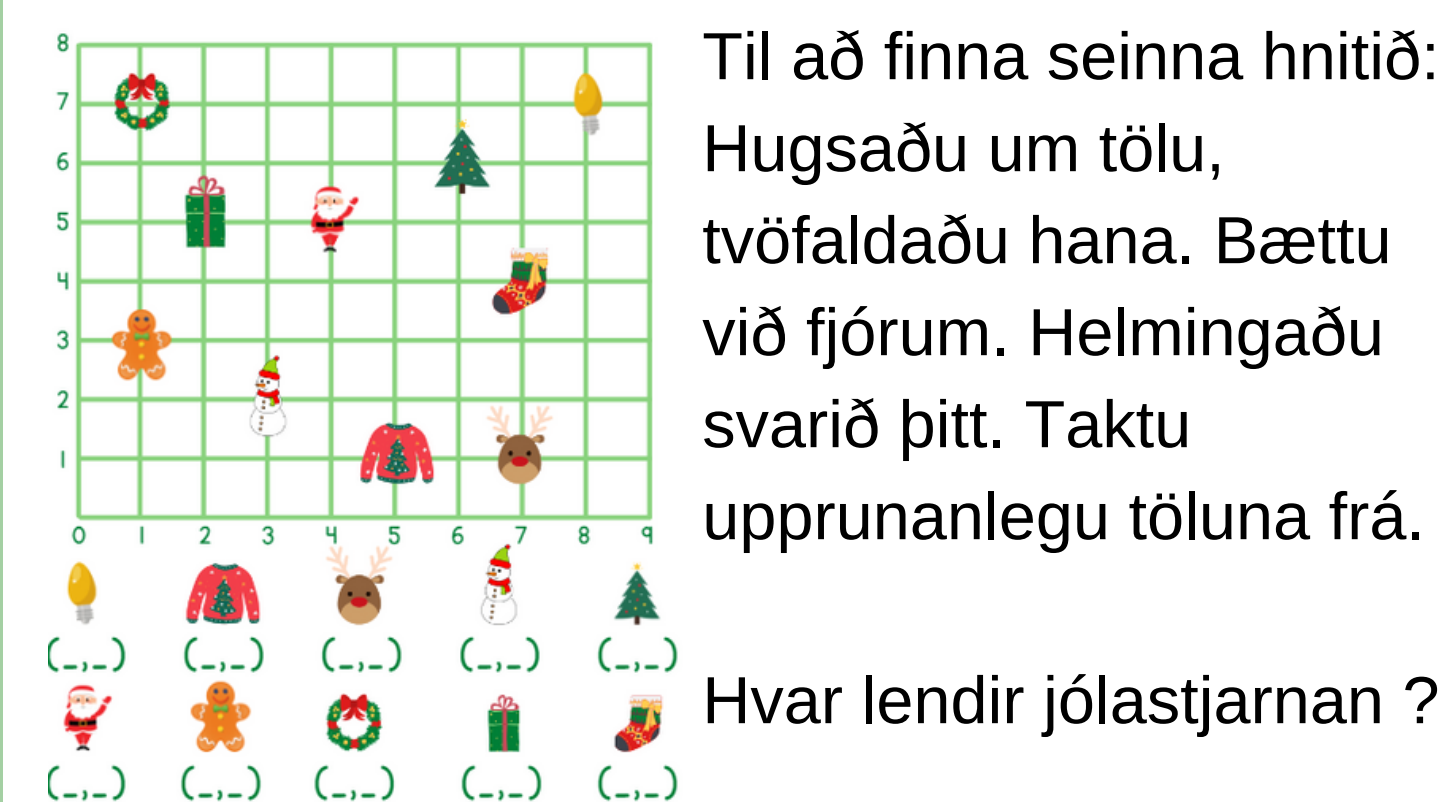 8
7
6
5
4
3
2
1
0 1 2 3 4 5 6 7 8 9
(_,_) (_,_) (_,_) (_,_) (_,_)
(_,_) (_,_) (_,_) (_,_) (_,_)
Til að finna seinna hnitið:
Hugsaðu um tölu,
tvöfaldaðu hana. Bættu
við fjórum. Helmingaðu
svarið þitt. Taktu
upprunanlegu töluna frá.
Hvar lendir jólastjarnan ?